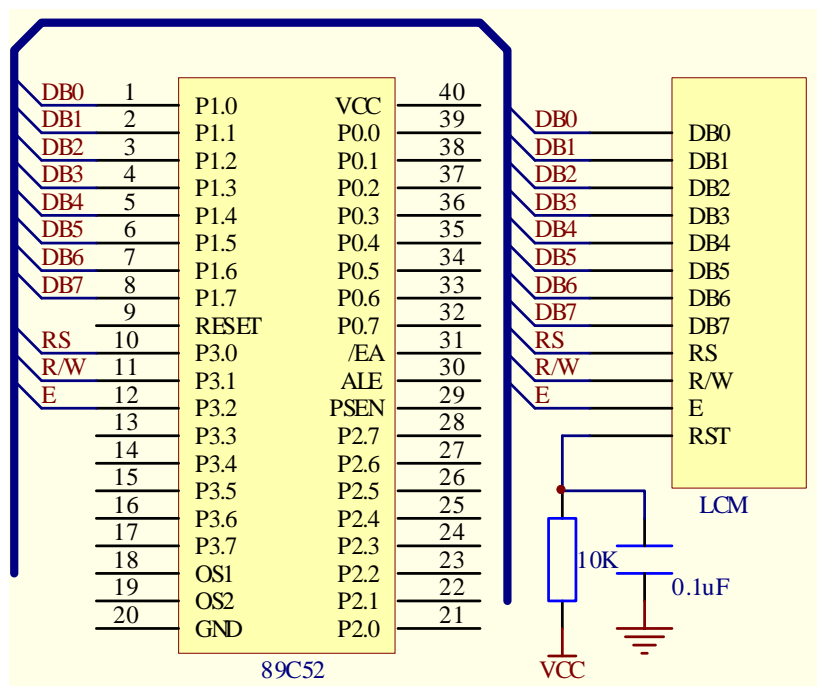 DB0 1 P1.0 VCC 40
DB1 2 P1.1 P0.0 39 DB0 DB0
DB2 3 P1.2 P0.1 38 DB1 DB1
DB3 4 P1.3 P0.2 37 DB2 DB2
DB4 5 P1.4 P0.3 36 DB3 DB3
DB5 6 P1.5 P0.4 35 DB4 DB4
DB6 7 P1.6 P0.5 34 DB5 DB5
DB7 8 P1.7 P0.6 33 DB6 DB6
9 RESET P0.7 32 DB7 DB7
RS 10 P3.0 /EA 31 RS RS
R/W 11 P3.1 ALE 30 R/W R/W
E 12 P3.2 PSEN 29 E E
13 P3.3 P2.7 28 RST
14 P3.4 P2.6 27
15 P3.5 P2.5 26
16 P3.6 P2.4 25 LCM
17 P3.7 P2.3 24
18 OS1 P2.2 23 10K
19 OS2 P2.1 22 0.1uF
20 GND P2.0 21
89C52 VCC